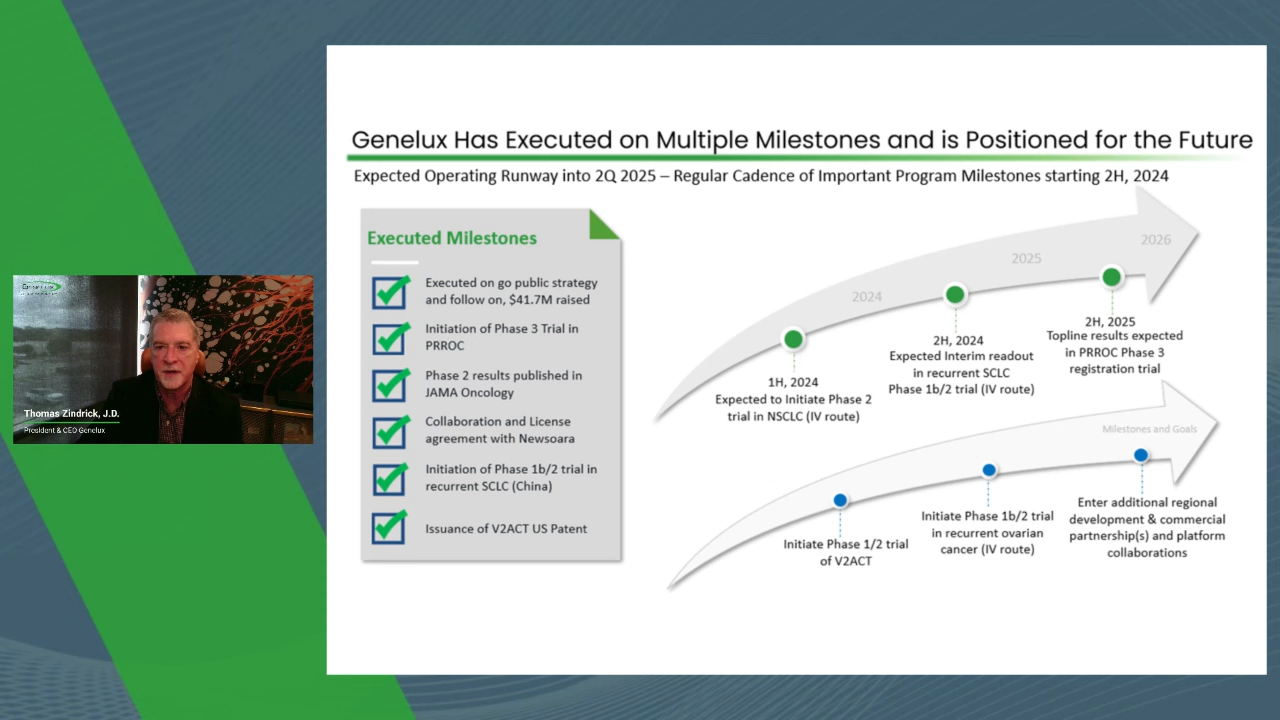 Genelux Has Executed on Multiple Milestones and is Positioned for the Future
Expected Operating Runway into 2Q 2025 – Regular Cadence of Important Program Milestones starting 2H, 2024
Executed Milestones
Executed on go public strategy
and follow on, $41.7M raised
Initiation of Phase 3 Trial in
PRROC
Phase 2 results published in
JAMA Oncology
Collaboration and License
agreement with Newsoara
Initiation of Phase 1b/2 trial in
recurrent SCLC (China)
Issuance of V2ACT US Patent
2024
2025
2026
1H, 2024
Expected to Initiate Phase 2
trial in NSCLC (IV route)
2H, 2024
Expected Interim readout
in recurrent SCLC
Phase 1b/2 trial (IV route)
2H, 2025
Topline results expected
in PRROC Phase 3
registration trial
Milestones and Goals
Initiate Phase 1/2 trial
of V2ACT
Initiate Phase 1b/2 trial
in recurrent ovarian
cancer (IV route)
Enter additional regional
development & commercial
partnership(s) and platform
collaborations
Thomas Zindrick, J.D.
President & CEO Genelux